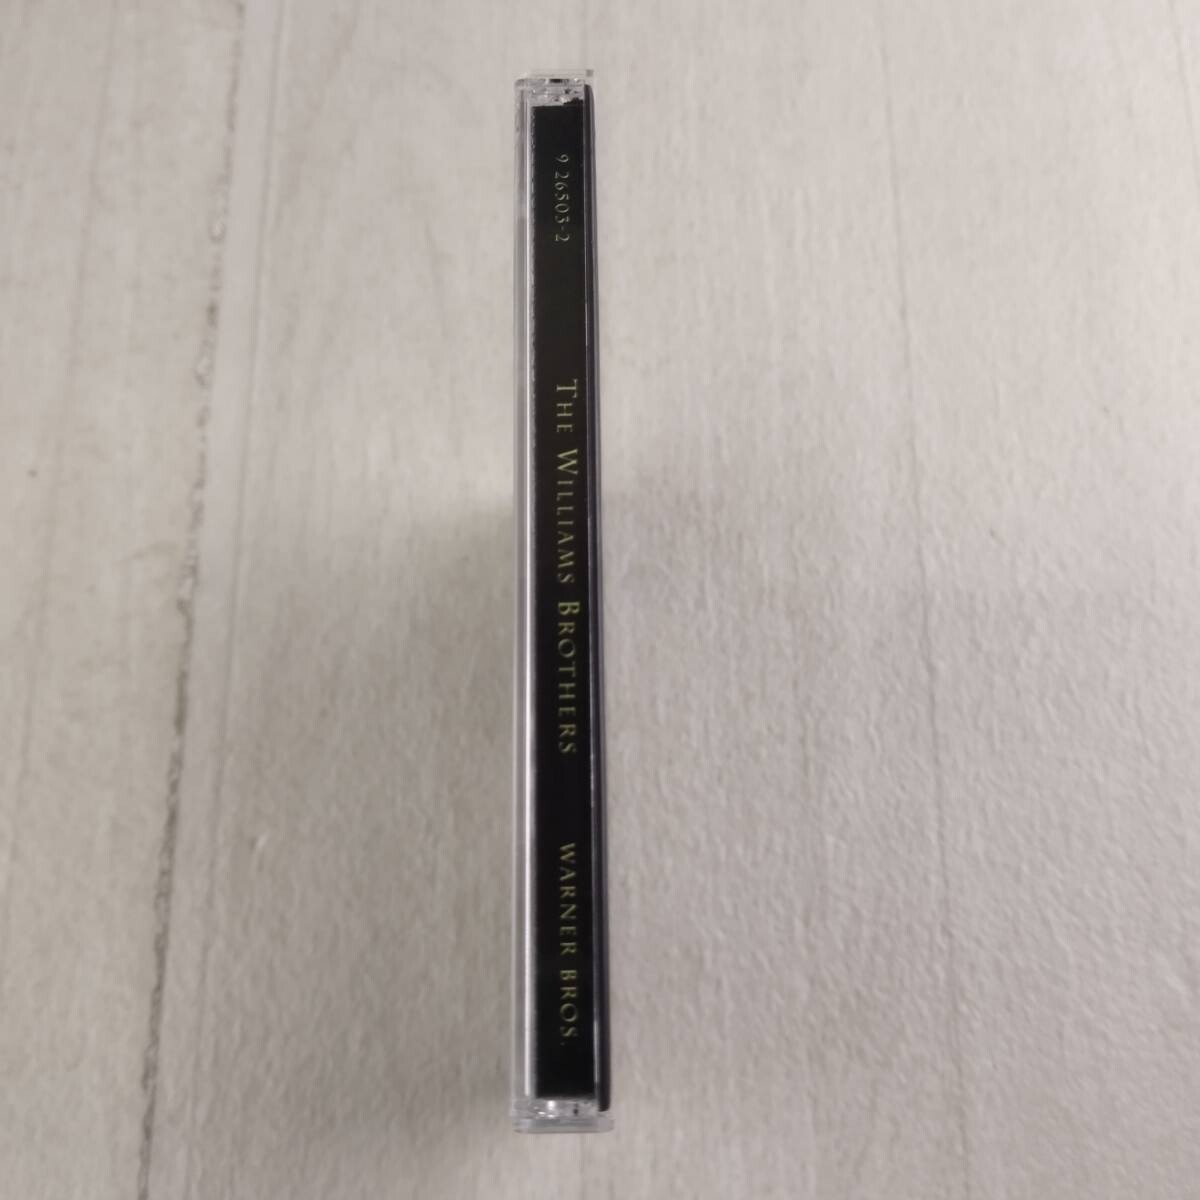 9 26503-2
THE WILLIAMS BROTHERS
WARNER BROS.